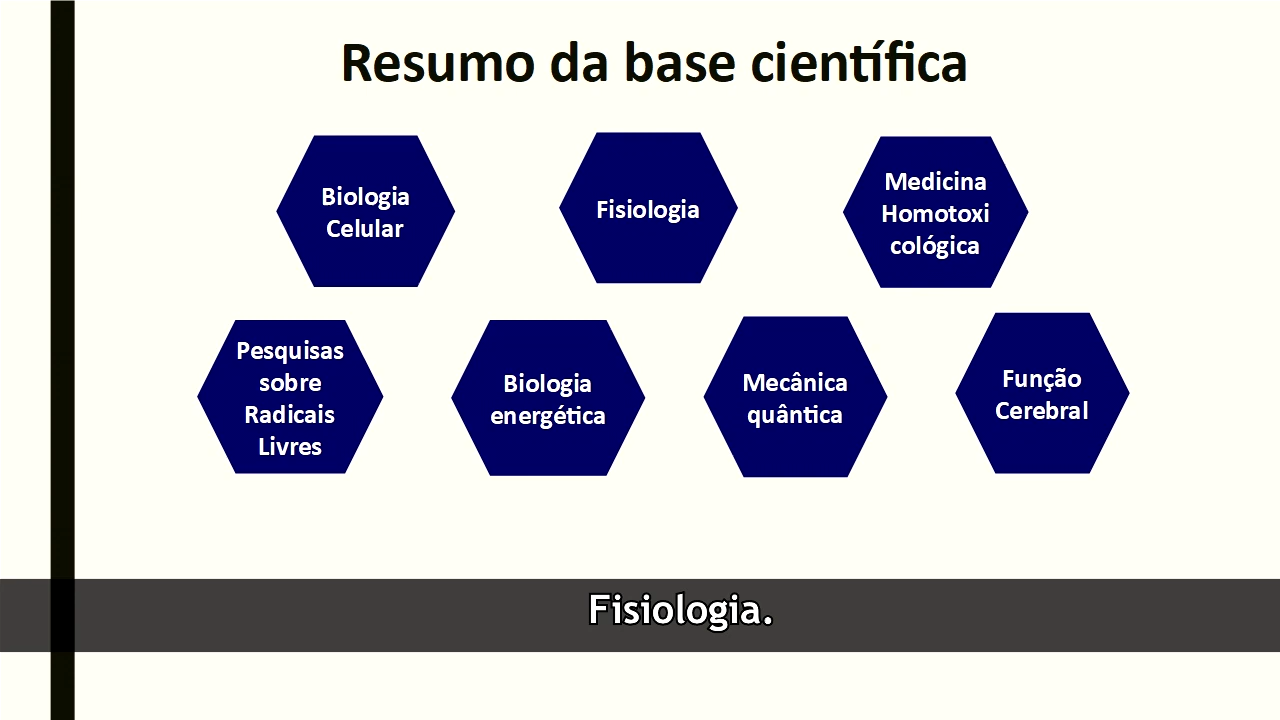 Resumo da base científica
Biologia
Celular
Fisiologia
Medicina
Homotoxi
cológica
Pesquisas
sobre
Radicais
Livres
Biologia
energética
Mecânica
quântica
Função
Cerebral
Fisiologia.